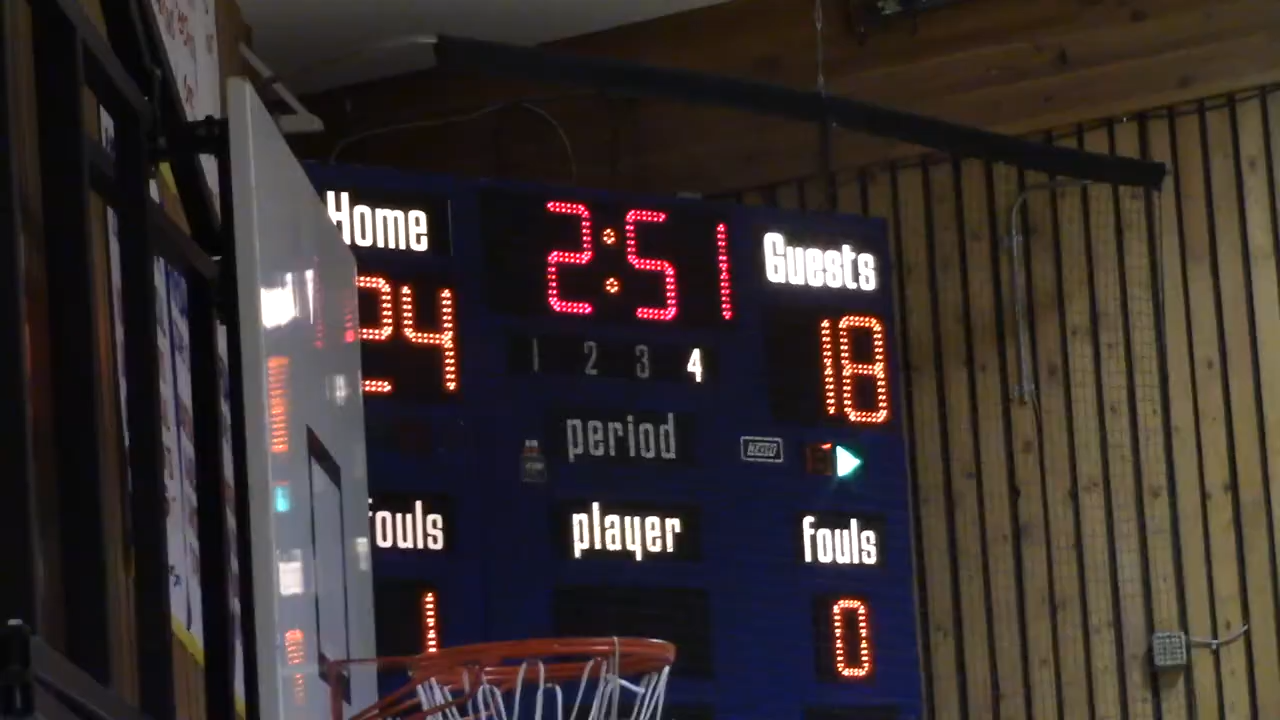 Home 2:51 Guests
24 18
1 2 3 4
period
fouls player fouls
1 0